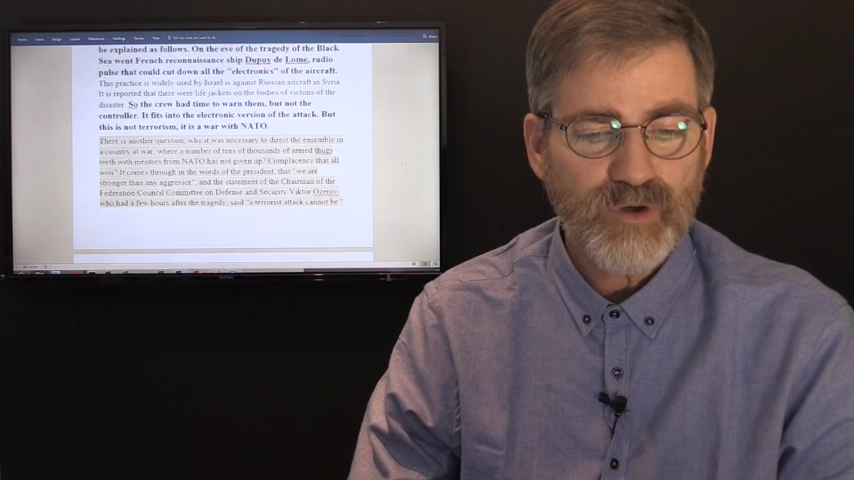 be explained as follows. On the eve of the tragedy of the Black
Sea went French reconnaissance ship Dupuy de Lome, radio
pulse that could cut down all the "electronics" of the aircraft.
This practice is widely used by Israel is against Russian aircraft in Syria
It is reported that there were life jackets on the bodies of victims of the
disaster. So the crew had time to warn them, but not the
controller. It fits into the electronic version of the attack. But
this is not terrorism, it is a war with NATO.
There is another question, why it was necessary to direct the ensemble in
a country at war, where a number of tens of thousands of armed thugs
teeth with mentors from NATO has not given up? Complacency that all
won" It comes through in the words of the president, that "we are
stronger than any aggressor", and the statement of the Chairman of the
Federation Council Committee on Defense and Security Viktor Ozerov,
who had a few hours after the tragedy, said "a terrorist attack cannot be."